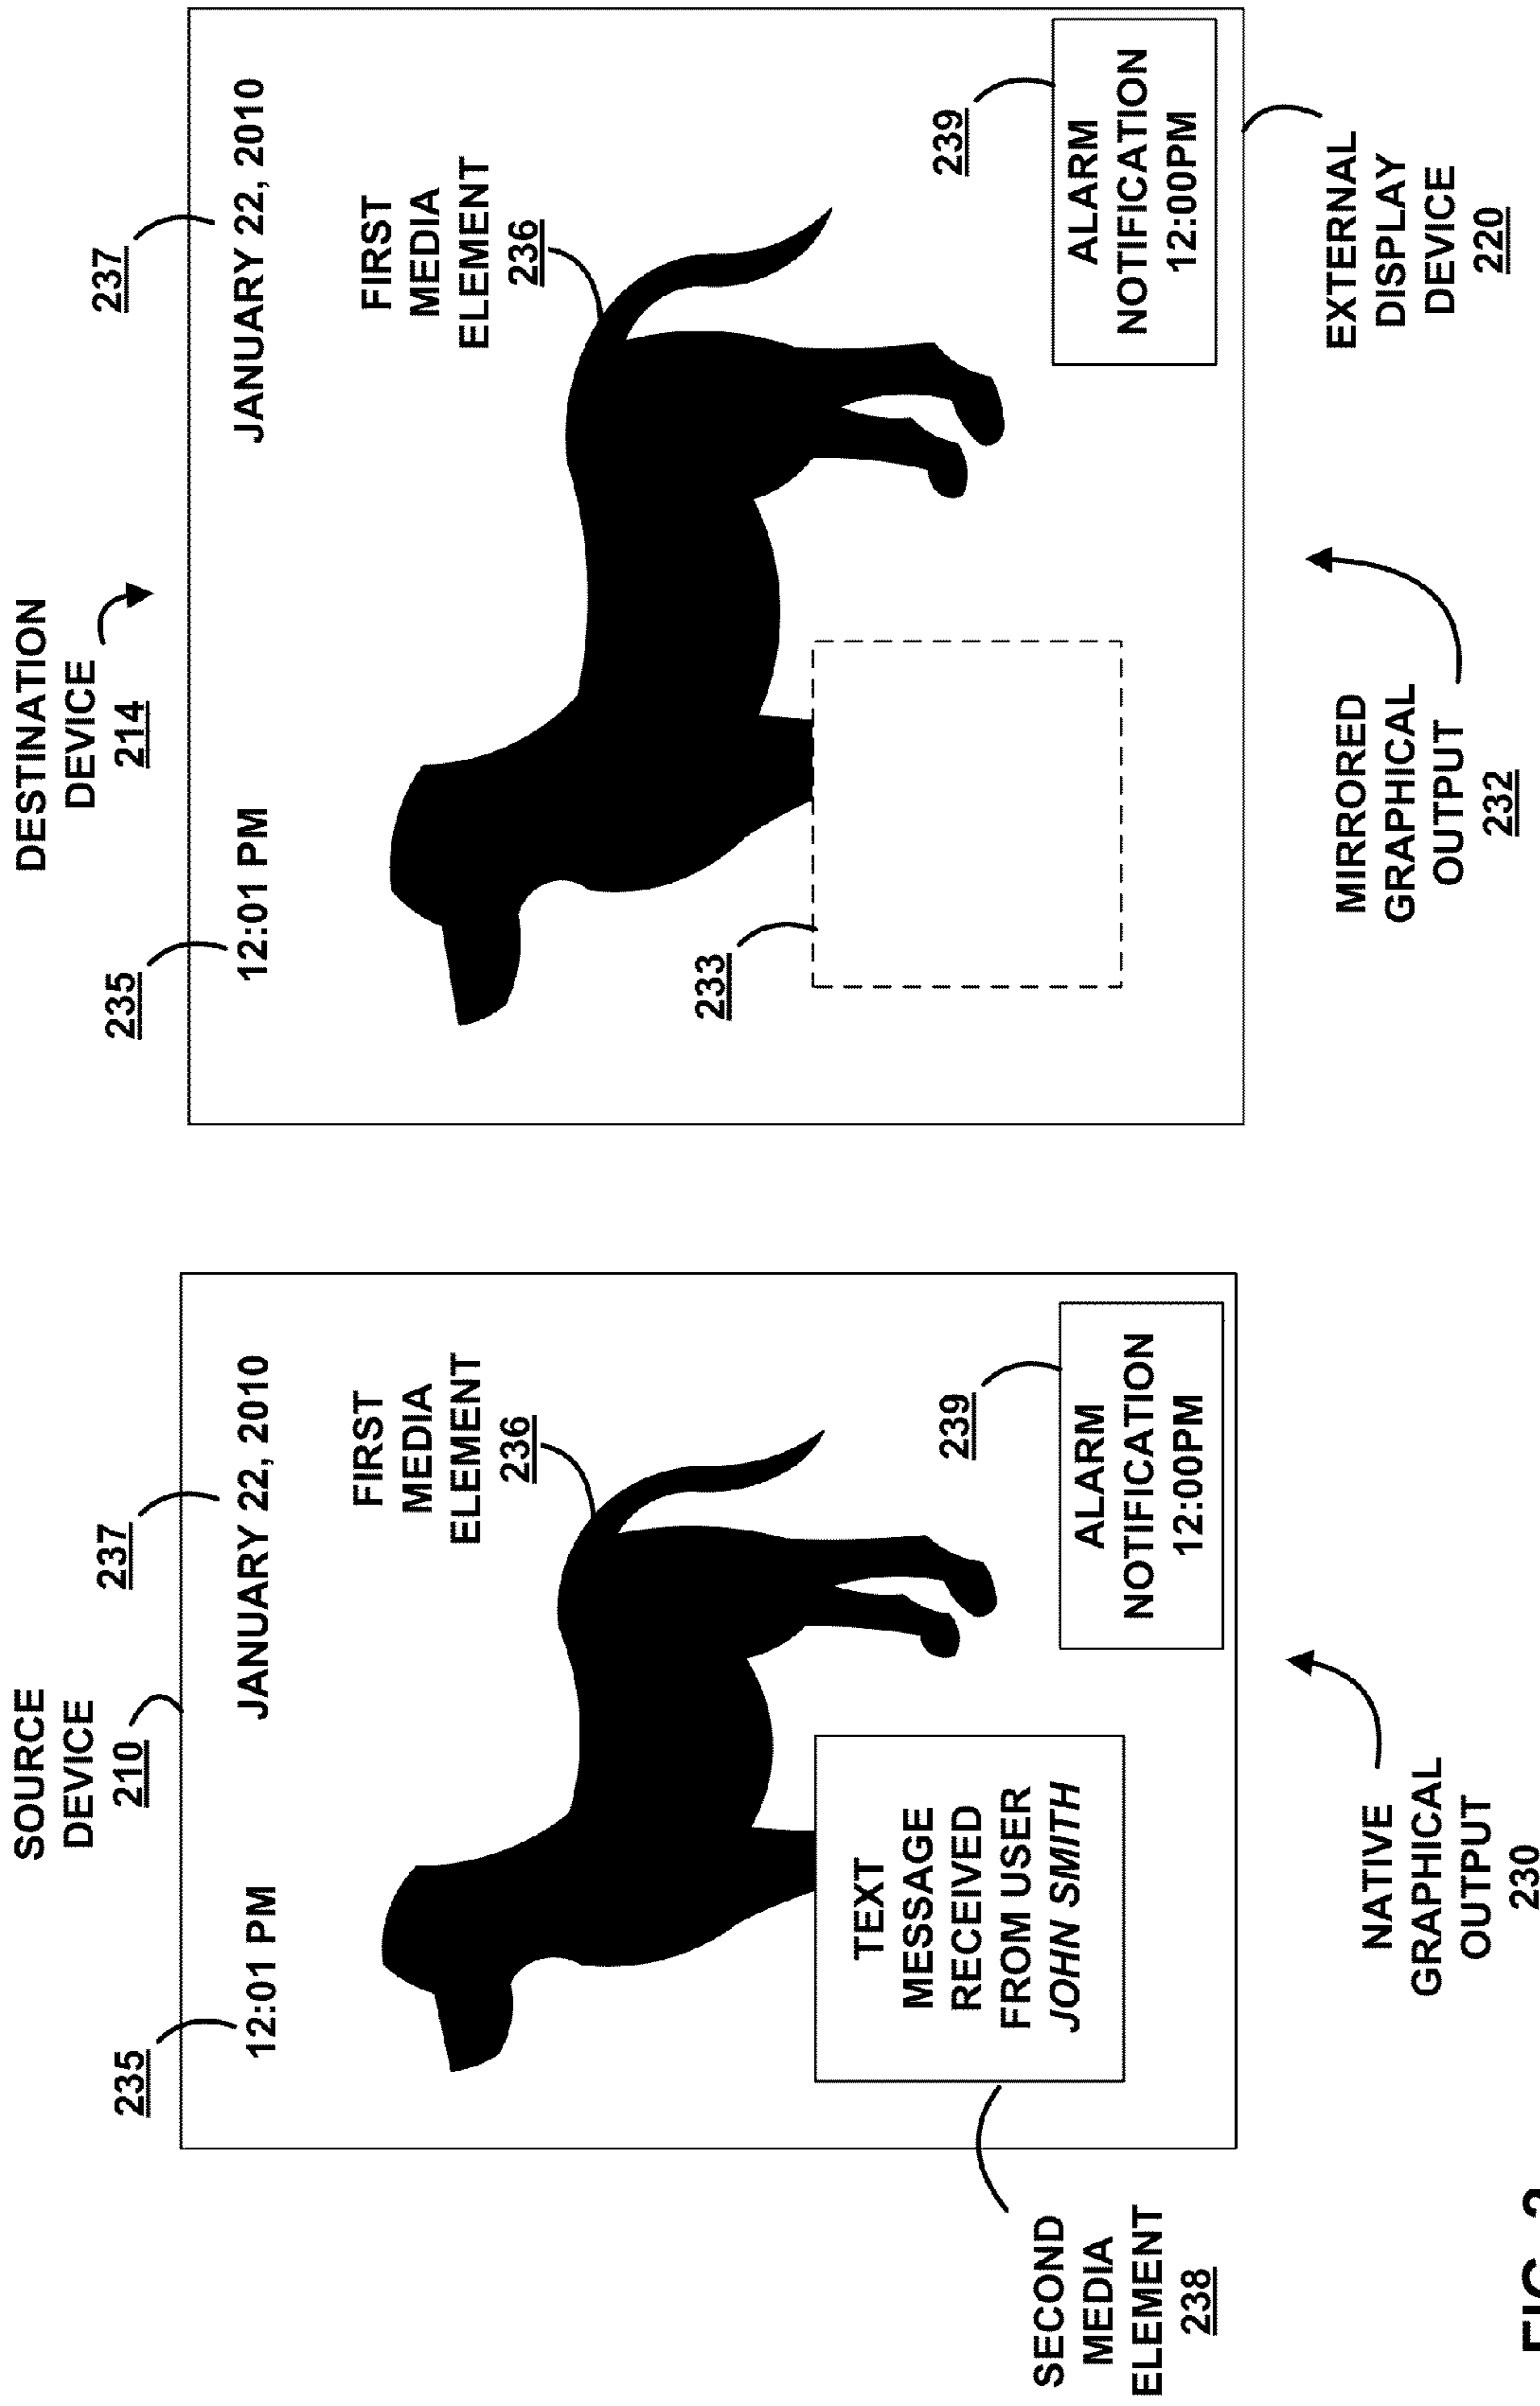 SOURCE
DEVICE
210
235
237
12:01 PM
JANUARY 22, 2010
FIRST
MEDIA
ELEMENT
236
TEXT
MESSAGE
RECEIVED
FROM USER
JOHN SMITH
239
ALARM
NOTIFICATION
12:00PM
SECOND
MEDIA
ELEMENT
238
NATIVE
GRAPHICAL
OUTPUT
230
DESTINATION
DEVICE
214
235
237
12:01 PM
JANUARY 22, 2010
FIRST
MEDIA
ELEMENT
236
233
239
ALARM
NOTIFICATION
12:00PM
MIRRORED
GRAPHICAL
OUTPUT
232
EXTERNAL
DISPLAY
DEVICE
220